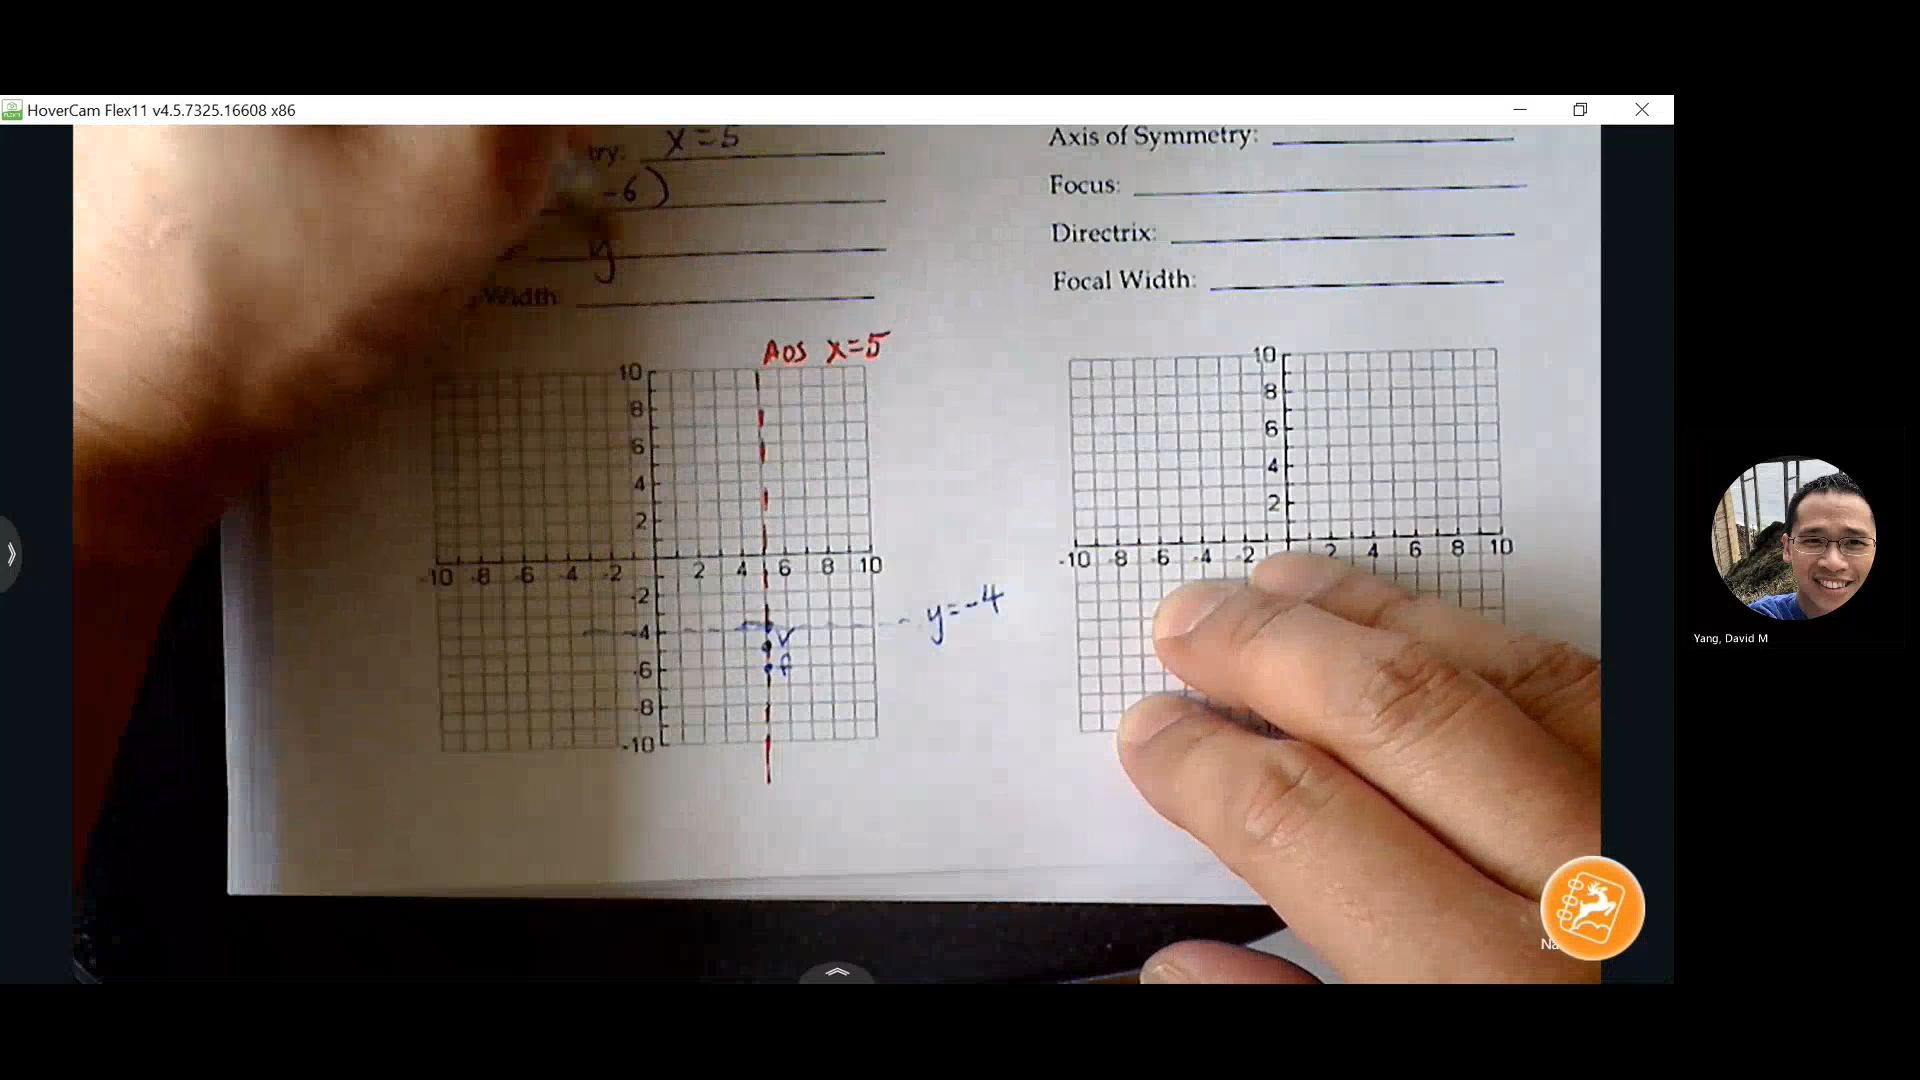 HoverCam Flex11 v4.5.7325.16608 x86
try: x=5
-6)
y
Width
Axis of Symmetry:
Focus:
Directrix:
Focal Width:
AOS x=5
10
8
6
4
2
-10 -8 -6 -4 -2 2 4 6 8 10
-2
-4
-6
-8
-10
y=-4
V
f
10
8
6
4
2
-10 -8 -6 -4 -2 2 4 6 8 10
Yang, David M
Na